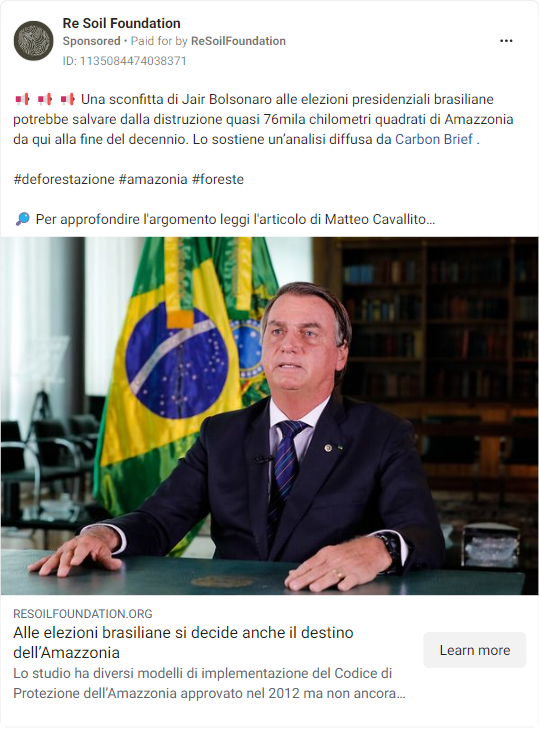 Re Soil Foundation
Sponsored • Paid for by ReSoilFoundation
ID: 1135084474038371
Una sconfitta di Jair Bolsonaro alle elezioni presidenziali brasiliane
potrebbe salvare dalla distruzione quasi 76mila chilometri quadrati di Amazzonia
da qui alla fine del decennio. Lo sostiene un’analisi diffusa da Carbon Brief .
#deforestazione #amazonia #foreste
Per approfondire l'argomento leggi l'articolo di Matteo Cavallito…
RESOILFOUNDATION.ORG
Alle elezioni brasiliane si decide anche il destino
dell’Amazzonia
Learn more
Lo studio ha diversi modelli di implementazione del Codice di
Protezione dell’Amazzonia approvato nel 2012 ma non ancora…